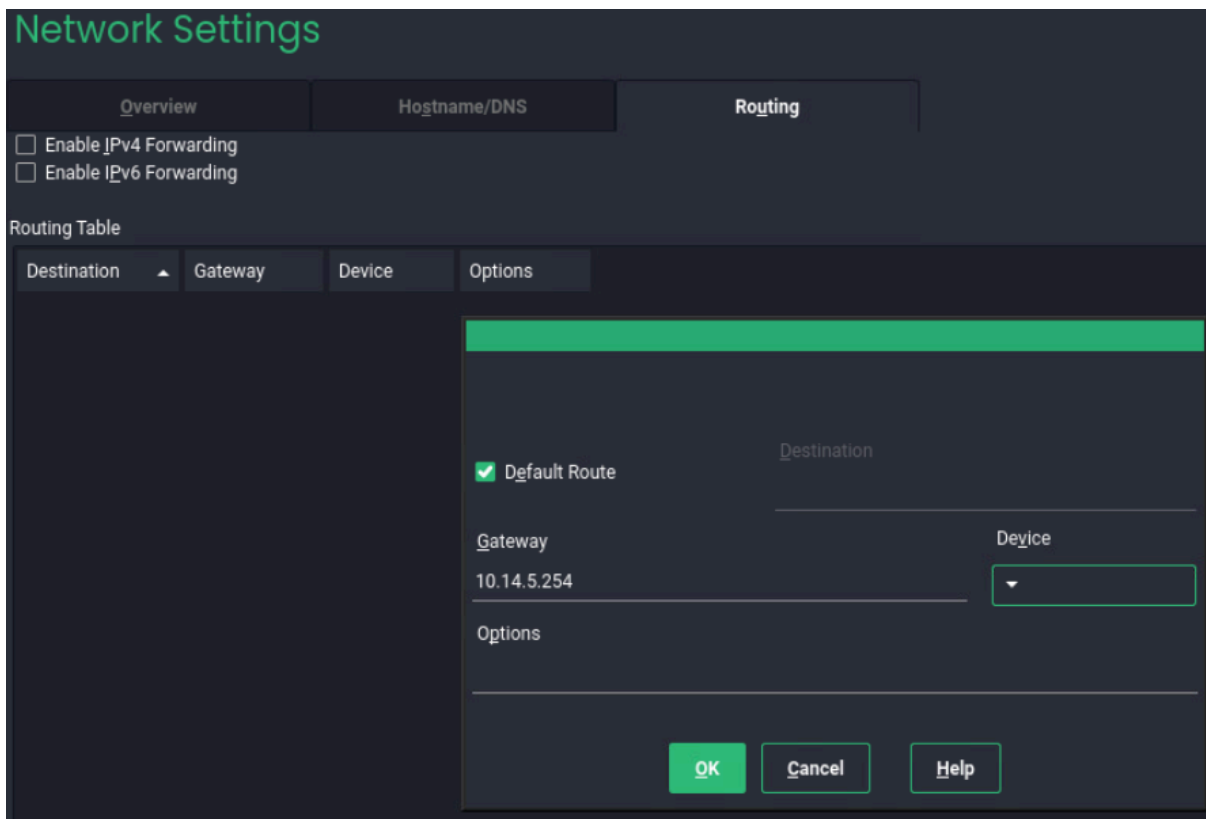 Network Settings
Overview Hostname/DNS Routing
Enable IPv4 Forwarding
Enable IPv6 Forwarding
Routing Table
Destination Gateway Device Options
Destination
Default Route
Gateway Device
10.14.5.254
Options
OK Cancel Help